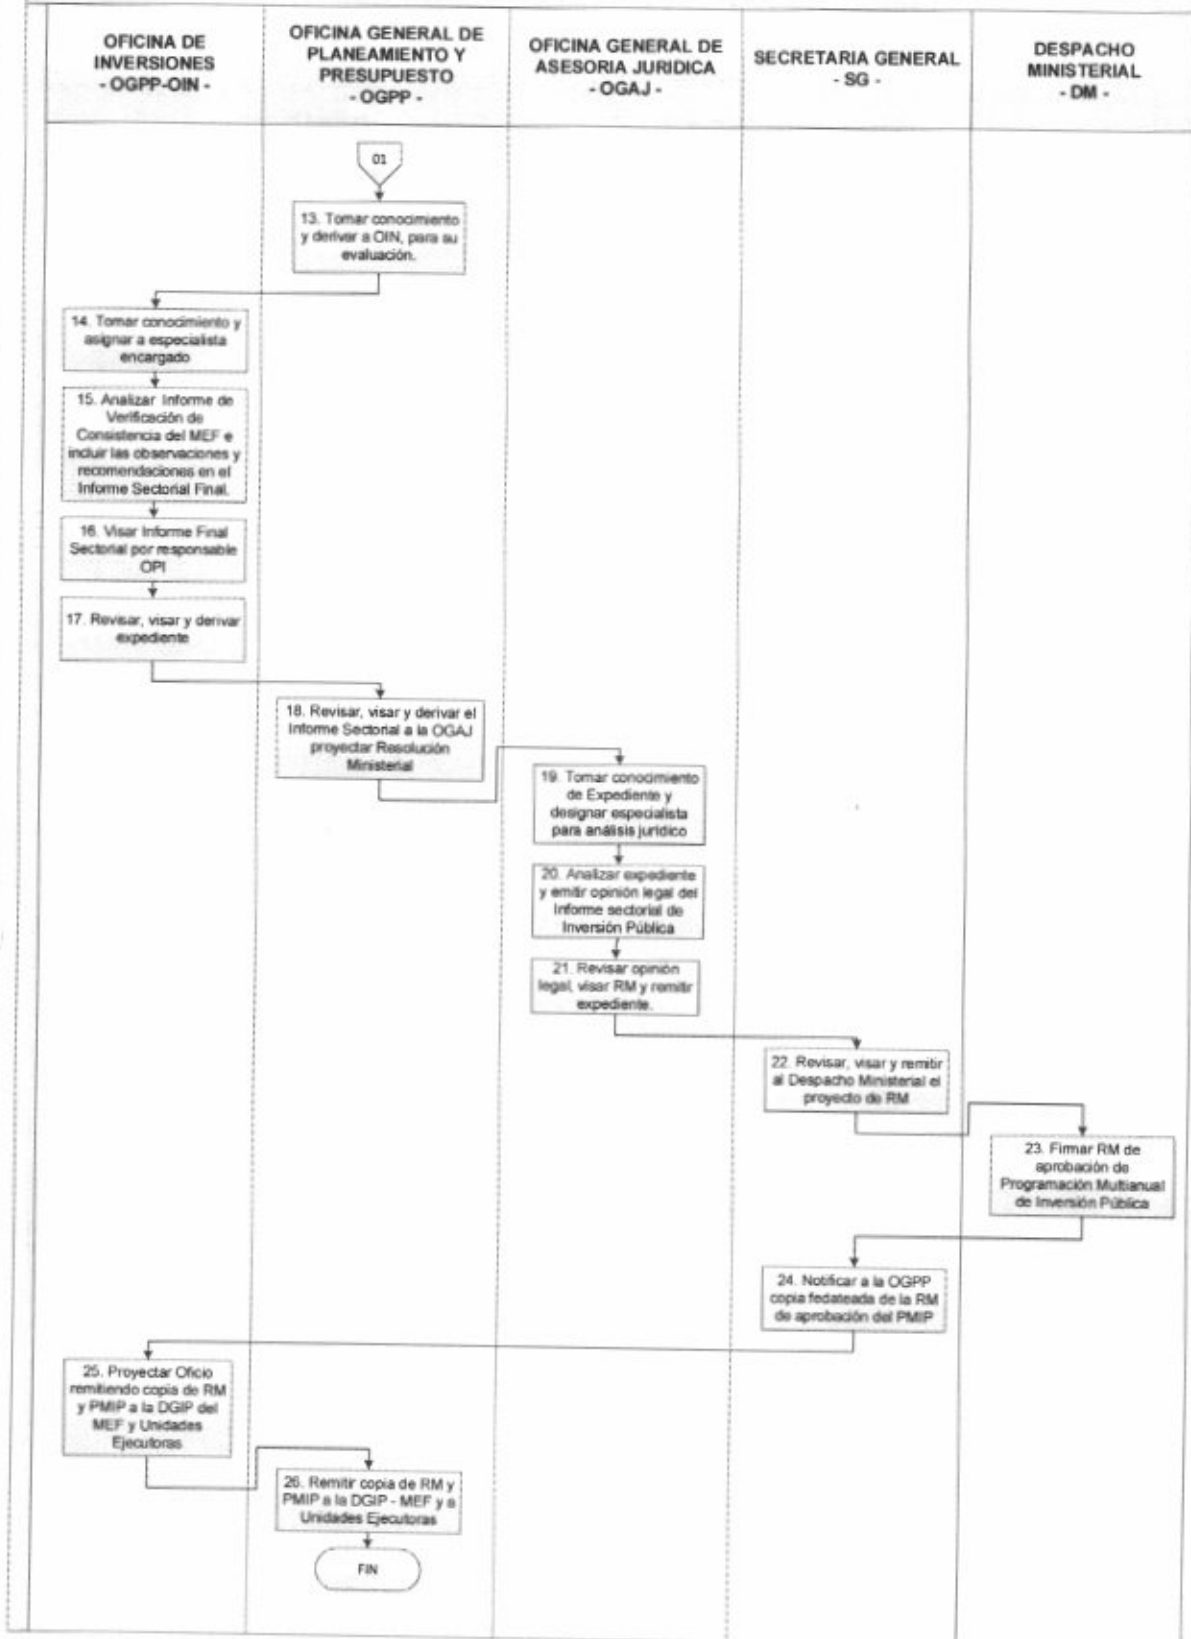 OFICINA DE
INVERSIONES
- OGPP-OIN -
OFICINA GENERAL DE
PLANEAMIENTO Y
PRESUPUESTO
- OGPP -
OFICINA GENERAL DE
ASESORIA JURIDICA
- OGAJ -
SECRETARIA GENERAL
- SG -
DESPACHO
MINISTERIAL
- DM -
01
13. Tomar conocimiento
y derivar a OIN, para su
evaluación.
14. Tomar conocimiento y
asignar a especialista
encargado
15. Analizar Informe de
Verificación de
Consistencia del MEF e
incluir las observaciones y
recomendaciones en el
Informe Sectorial Final.
16. Visar Informe Final
Sectorial por responsable
OPI
17. Revisar, visar y derivar
expediente
18. Revisar, visar y derivar el
Informe Sectorial a la OGAJ
proyectar Resolución
Ministerial
19. Tomar conocimiento
de Expediente y
designar especialista
para análisis jurídico
20. Analizar expediente
y emitir opinión legal del
Informe sectorial de
Inversión Pública
21. Revisar opinión
legal, visar RM y remitir
expediente.
22. Revisar, visar y remitir
al Despacho Ministerial el
proyecto de RM
23. Firmar RM de
aprobación de
Programación Multianual
de Inversión Pública
24. Notificar a la OGPP
copia fedateada de la RM
de aprobación del PMIP
25. Proyectar Oficio
remitiendo copia de RM
y PMIP a la DGIP del
MEF y Unidades
Ejecutoras
26. Remitir copia de RM y
PMIP a la DGIP - MEF y a
Unidades Ejecutoras
FIN